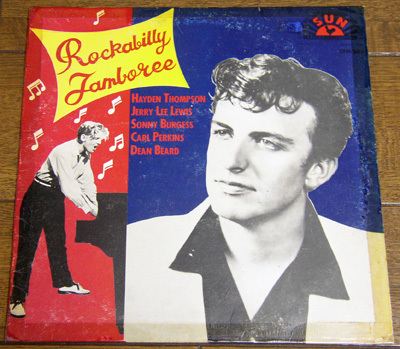 Rockabilly
Jamboree
SUN
HAYDEN THOMPSON
JERRY LEE LEWIS
SONNY BURGESS
CARL PERKINS
DEAN BEARD